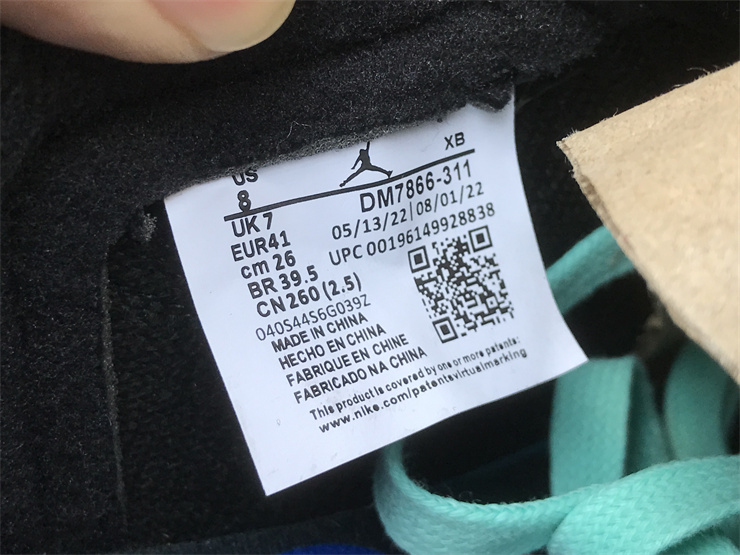 US XB
8
DM7866-311
UK 7
05/13/22|08/01/22
EUR41
UPC 00196149928838
cm 26
BR 39.5
CN 260 (2.5)
040S44S6G039Z
MADE IN CHINA
HECHO EN CHINA
FABRIQUE EN CHINE
FABRICADO NA CHINA
This product is covered by one or more patents:
www.nike.com/patentsvirtualmarking